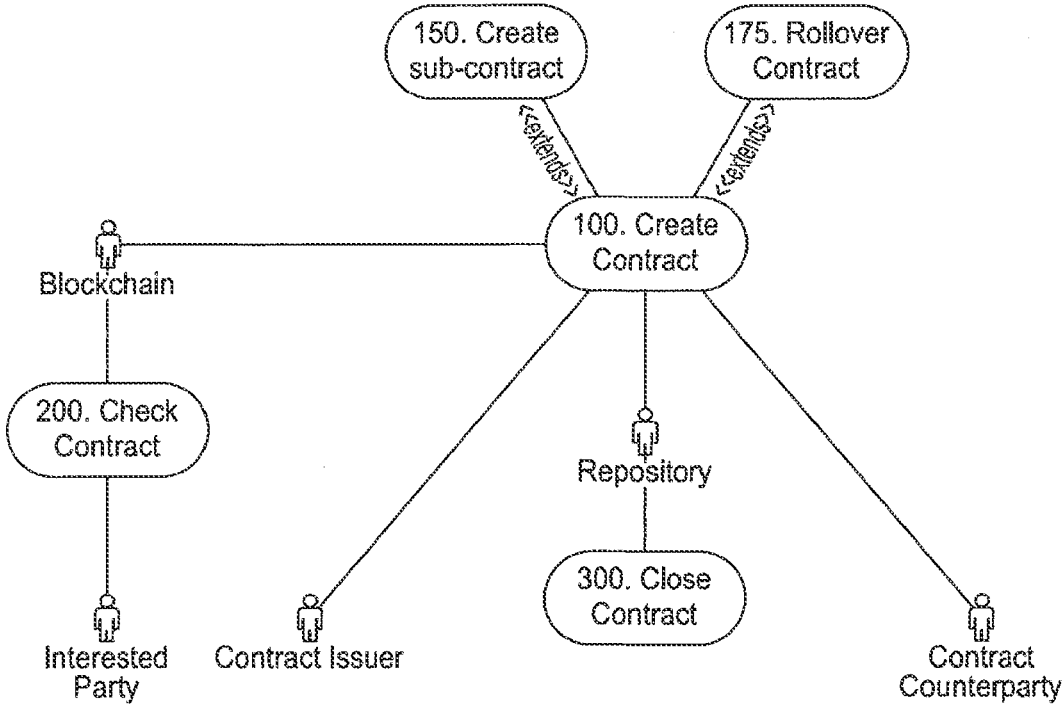 150. Create
sub-contract
175. Rollover
Contract
<<extends>>
<<extends>>
100. Create
Contract
Blockchain
200. Check
Contract
Repository
300. Close
Contract
Interested
Party
Contract Issuer
Contract
Counterparty